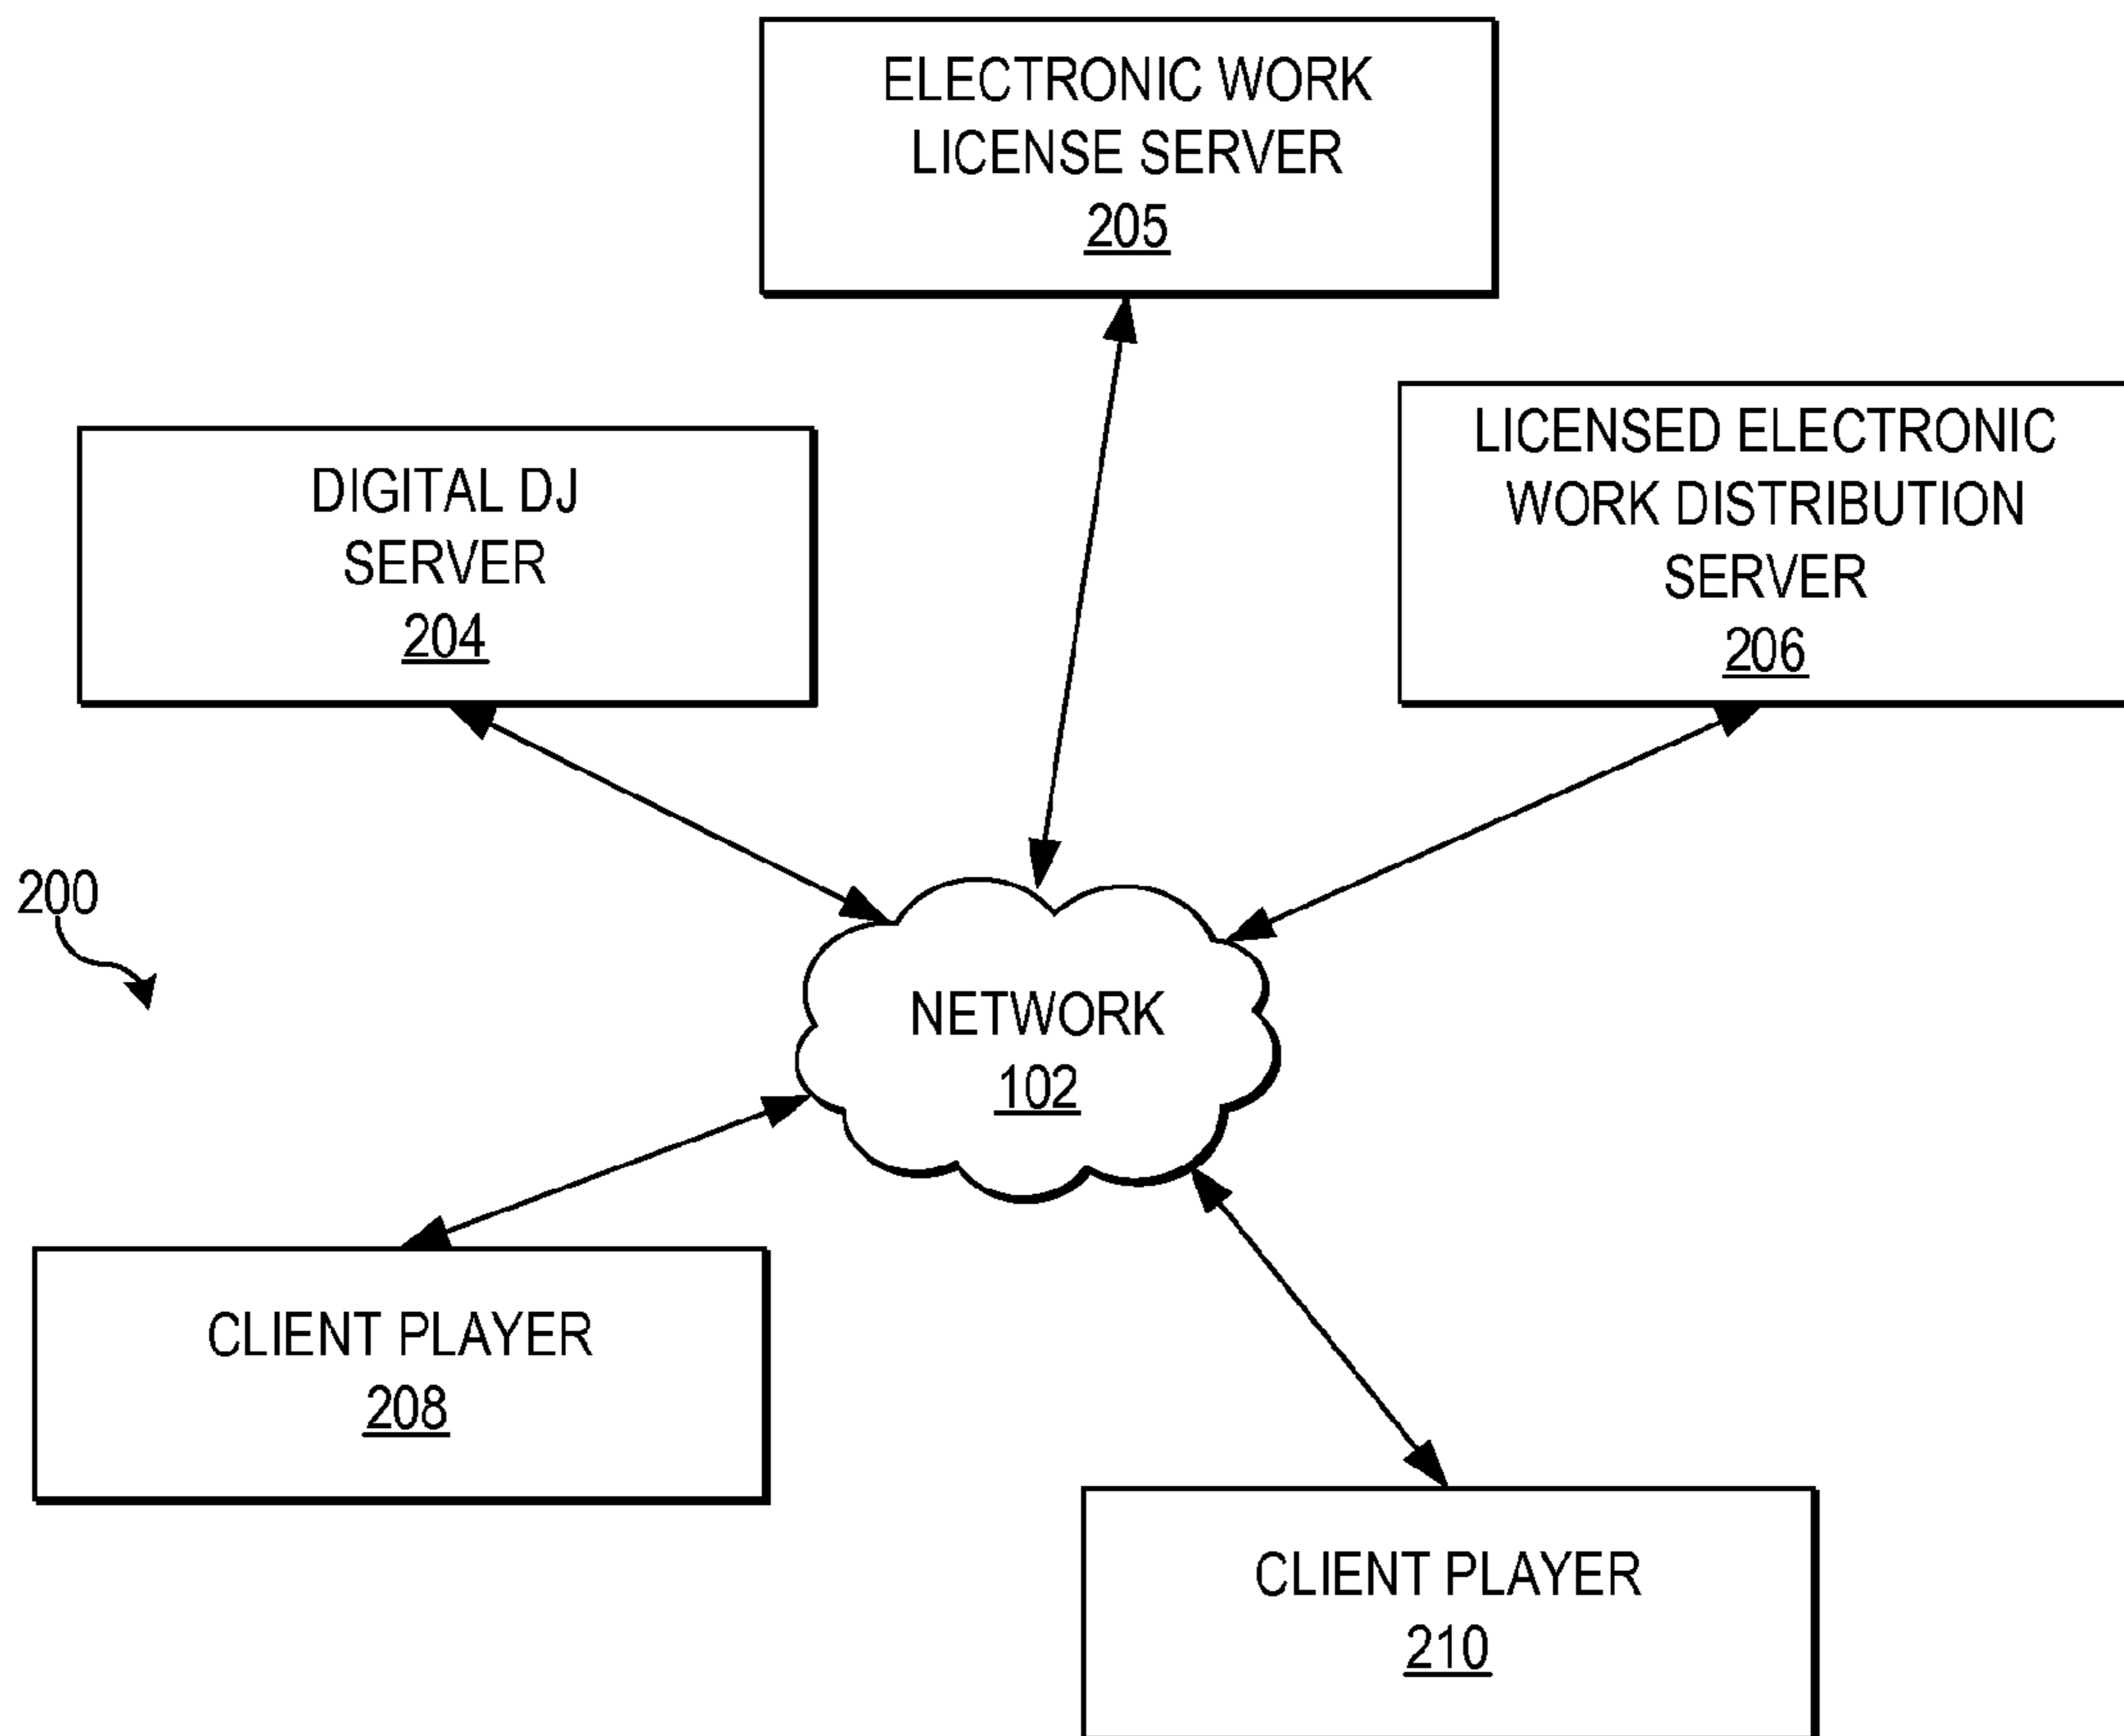 ELECTRONIC WORK
LICENSE SERVER
205
DIGITAL DJ
SERVER
204
LICENSED ELECTRONIC
WORK DISTRIBUTION
SERVER
206
200
NETWORK
102
CLIENT PLAYER
208
CLIENT PLAYER
210